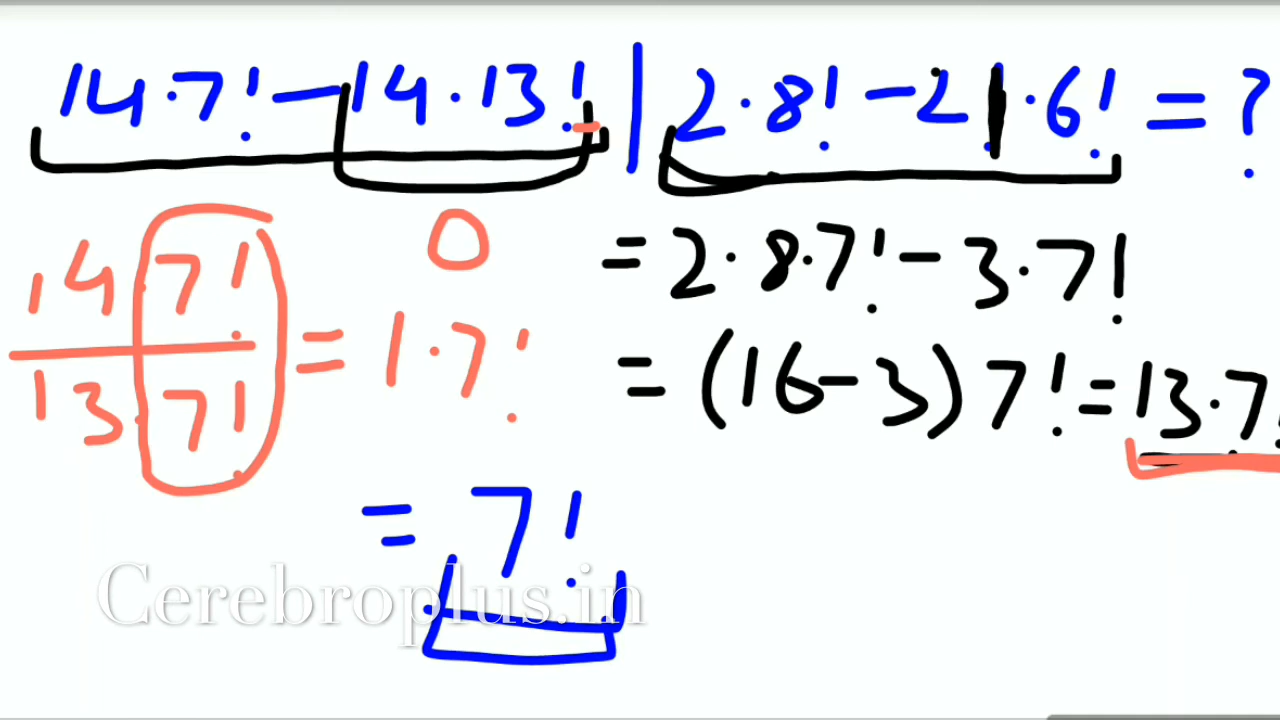 14·7! – 14·13! | 2·8! – 21·6! = ?
0 = 2·8·7! – 3·7!
14·7!
13·7!
= 1·7!
= (16–3)7! = 13·7!
= 7!
Cerebroplus.in